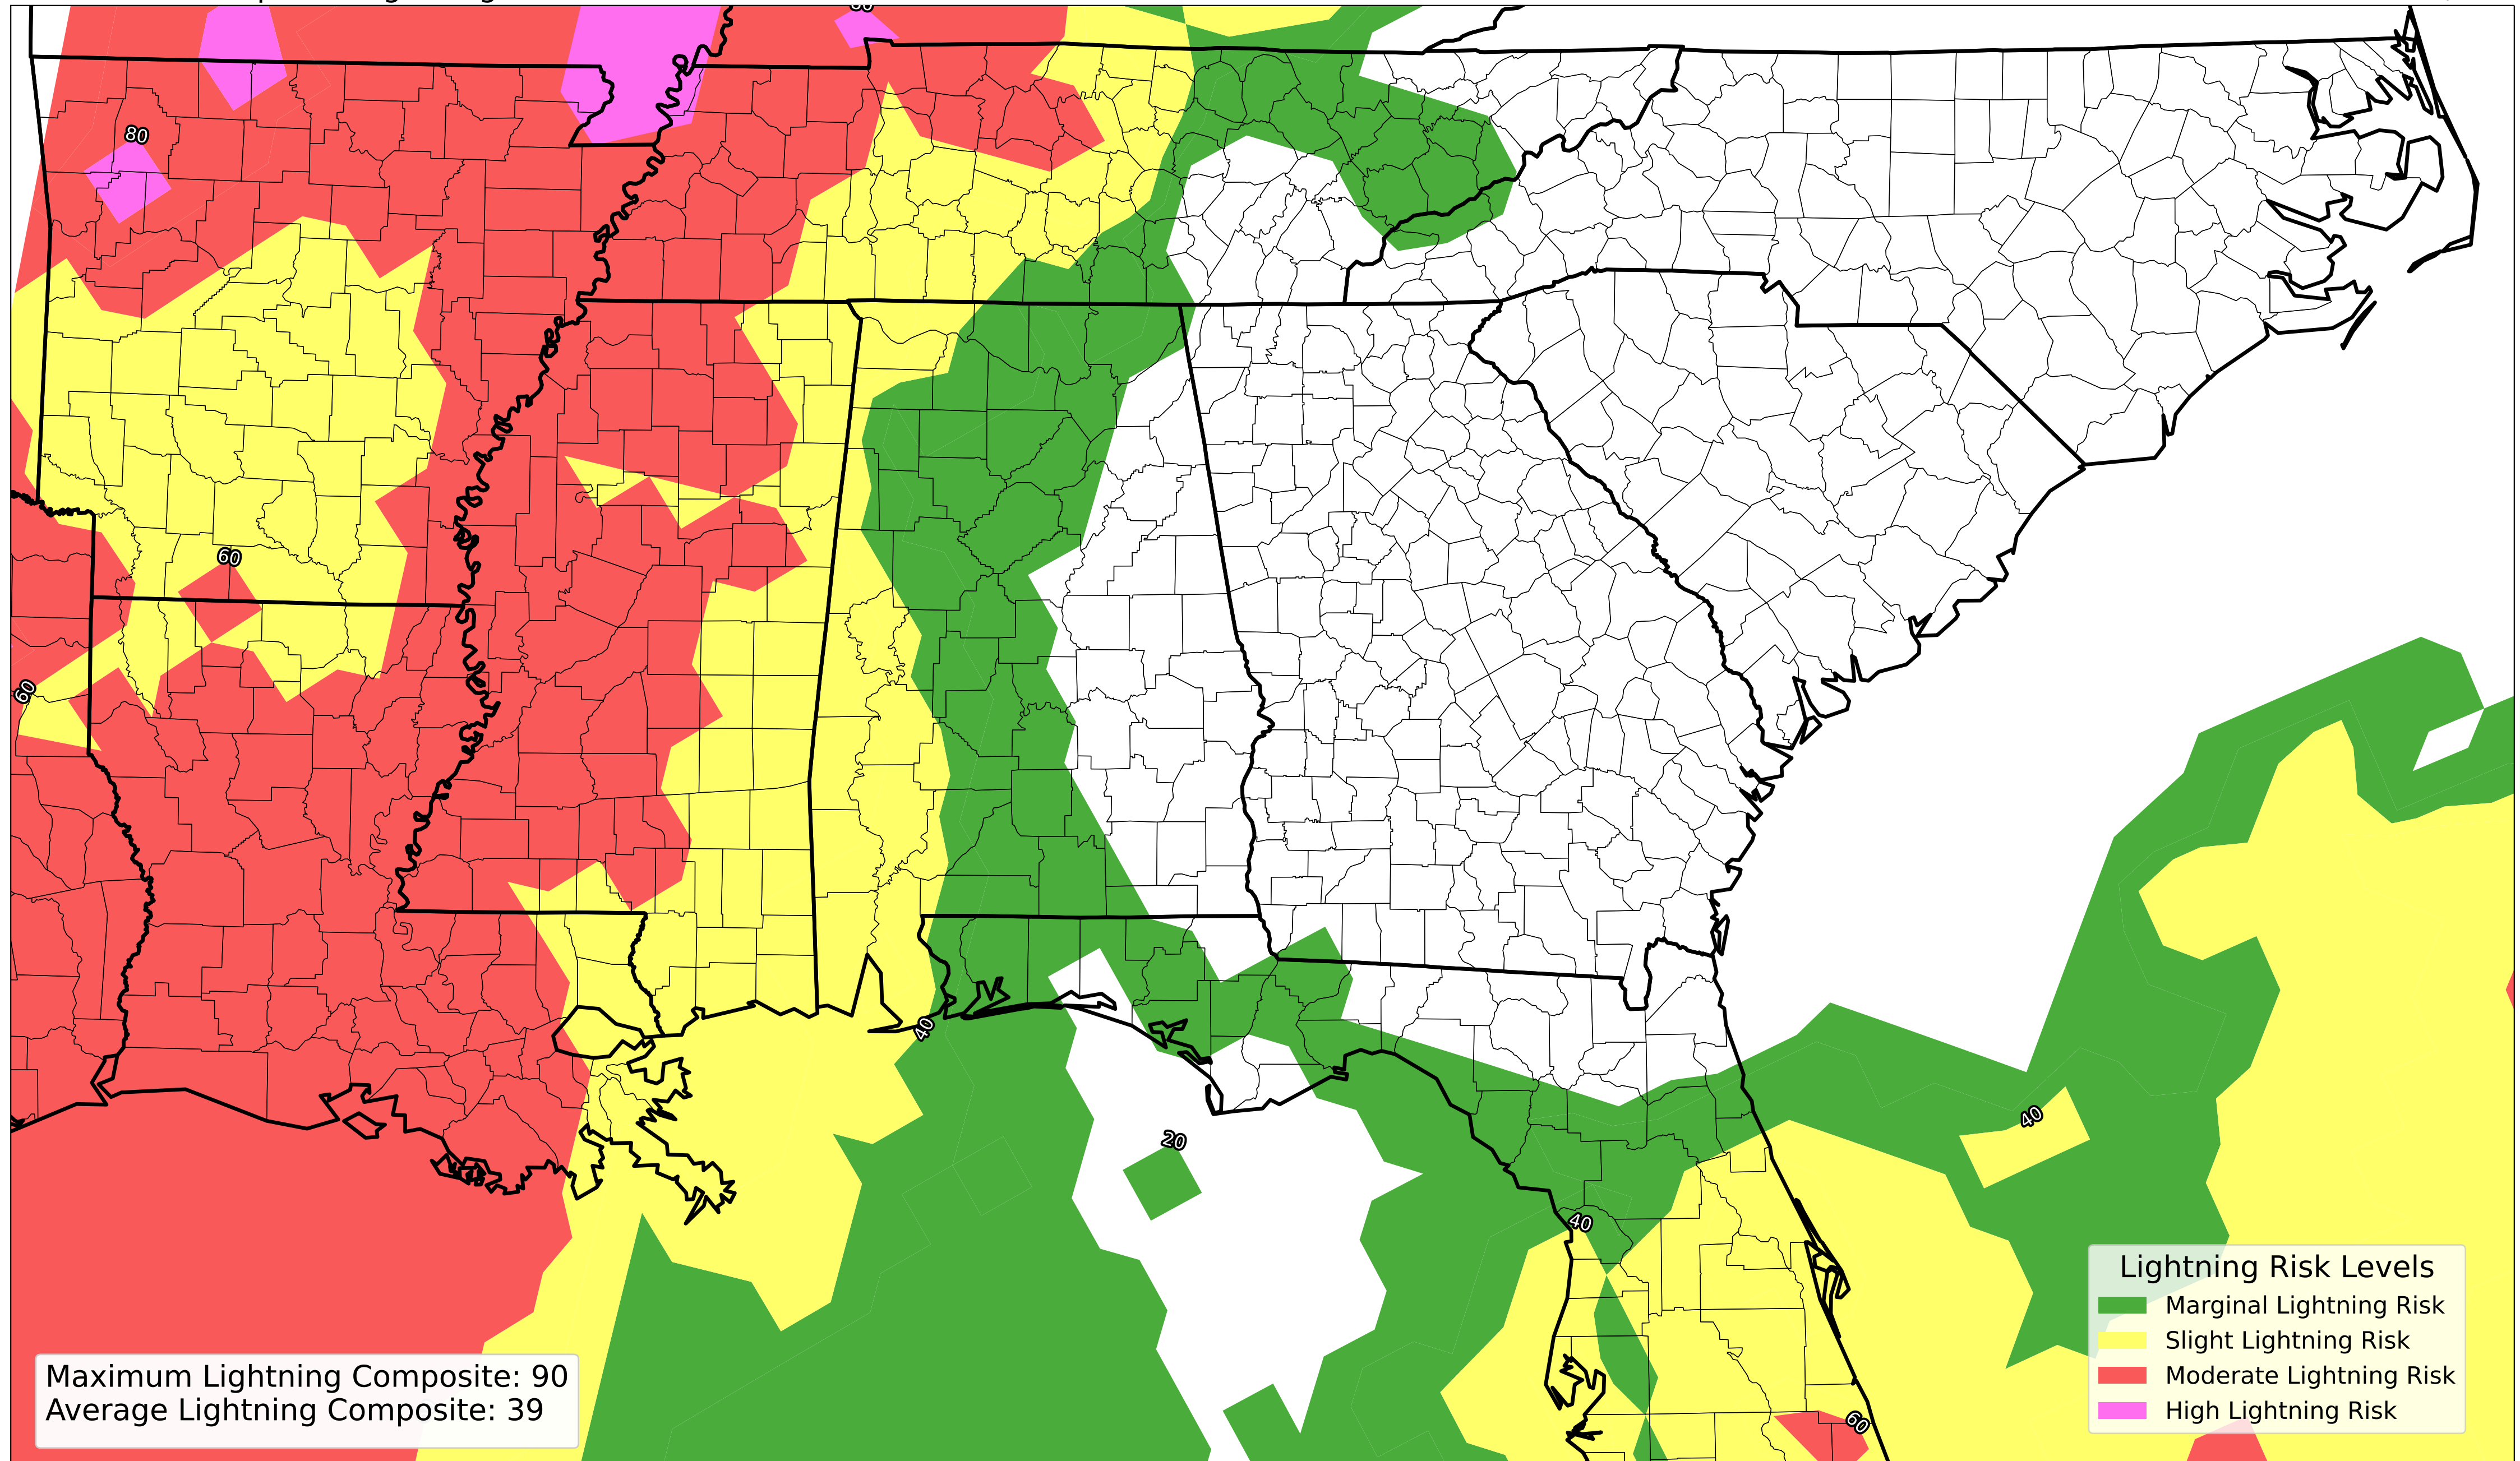 80
60
60
40
20
40
40
60
Lightning Risk Levels
Marginal Lightning Risk
Slight Lightning Risk
Moderate Lightning Risk
High Lightning Risk
Maximum Lightning Composite: 90
Average Lightning Composite: 39